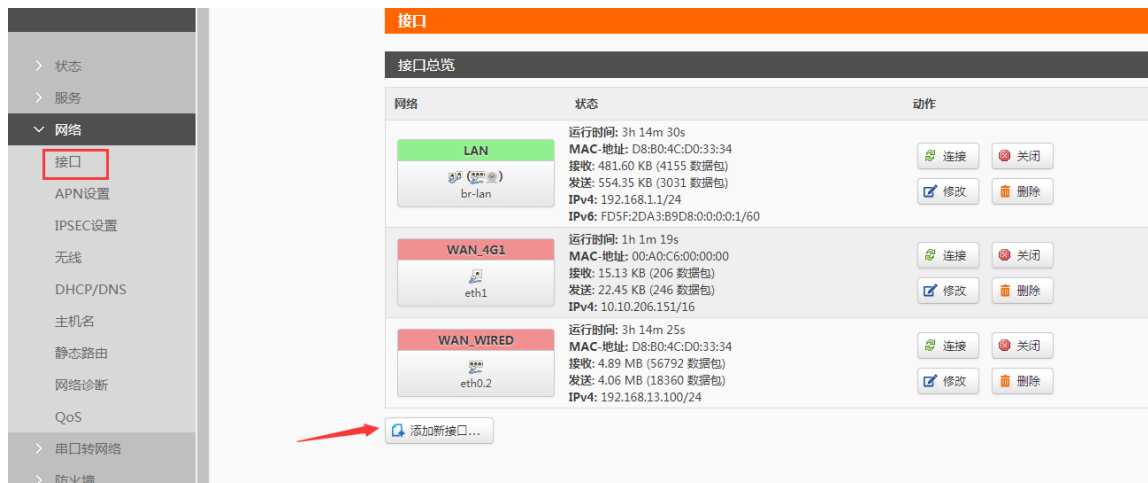 接口
状态
服务
网络
接口
APN设置
IPSEC设置
无线
DHCP/DNS
主机名
静态路由
网络诊断
QoS
串口转网络
防火墙
接口总览
网络 状态 动作
LAN
br-lan
运行时间: 3h 14m 30s
MAC-地址: D8:B0:4C:D0:33:34
接收: 481.60 KB (4155 数据包)
发送: 554.35 KB (3031 数据包)
IPv4: 192.168.1.1/24
IPv6: FD5F:2DA3:B9D8:0:0:0:0:1/60
连接 关闭
修改 删除
WAN_4G1
eth1
运行时间: 1h 1m 19s
MAC-地址: 00:A0:C6:00:00:00
接收: 15.13 KB (206 数据包)
发送: 22.45 KB (246 数据包)
IPv4: 10.10.206.151/16
连接 关闭
修改 删除
WAN_WIRED
eth0.2
运行时间: 3h 14m 25s
MAC-地址: D8:B0:4C:D0:33:34
接收: 4.89 MB (56792 数据包)
发送: 4.06 MB (18360 数据包)
IPv4: 192.168.13.100/24
连接 关闭
修改 删除
添加新接口...